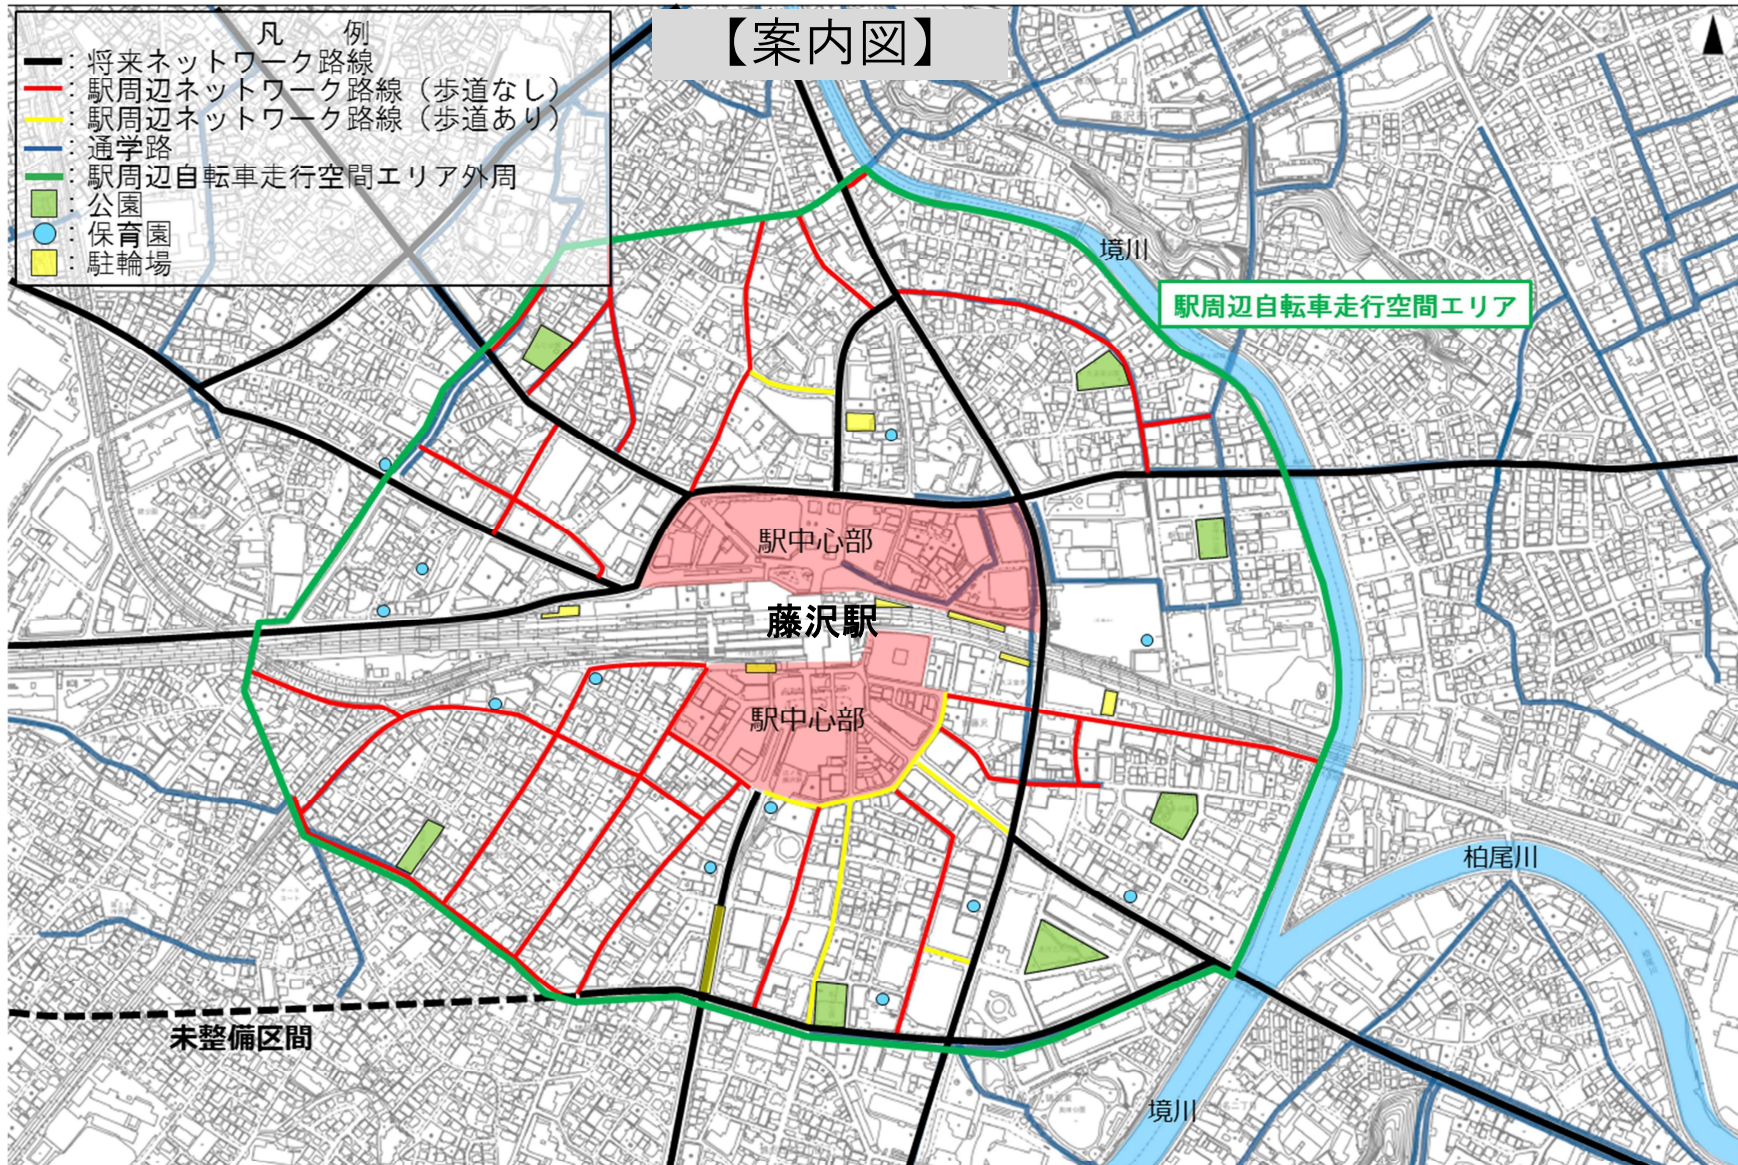 【案内図】
凡　例
：将来ネットワーク路線
：駅周辺ネットワーク路線（歩道なし）
：駅周辺ネットワーク路線（歩道あり）
：通学路
：駅周辺自転車走行空間エリア外周
：公園
：保育園
：駐輪場
境川
駅周辺自転車走行空間エリア
駅中心部
藤沢駅
駅中心部
柏尾川
未整備区間
境川